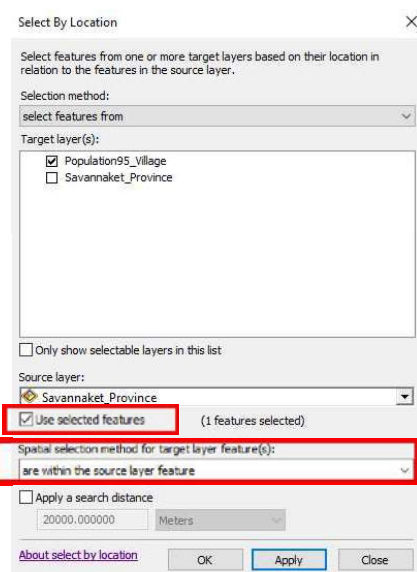 Select By Location
Select features from one or more target layers based on their location in
relation to the features in the source layer.
Selection method:
select features from
Target layer(s):
Population95_Village
Savannaket_Province
Only show selectable layers in this list
Source layer:
Savannaket_Province
Use selected features (1 features selected)
Spatial selection method for target layer feature(s):
are within the source layer feature
Apply a search distance
20000.000000 Meters
About select by location OK Apply Close